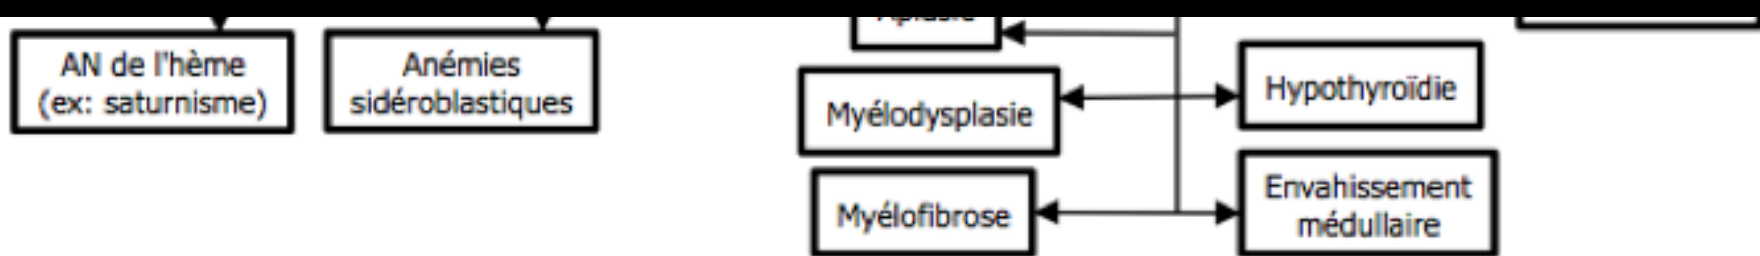 AN de l'hème
(ex: saturnisme)
Anémies
sidéroblastiques
Myélodysplasie
Hypothyroïdie
Myélofibrose
Envahissement
médullaire